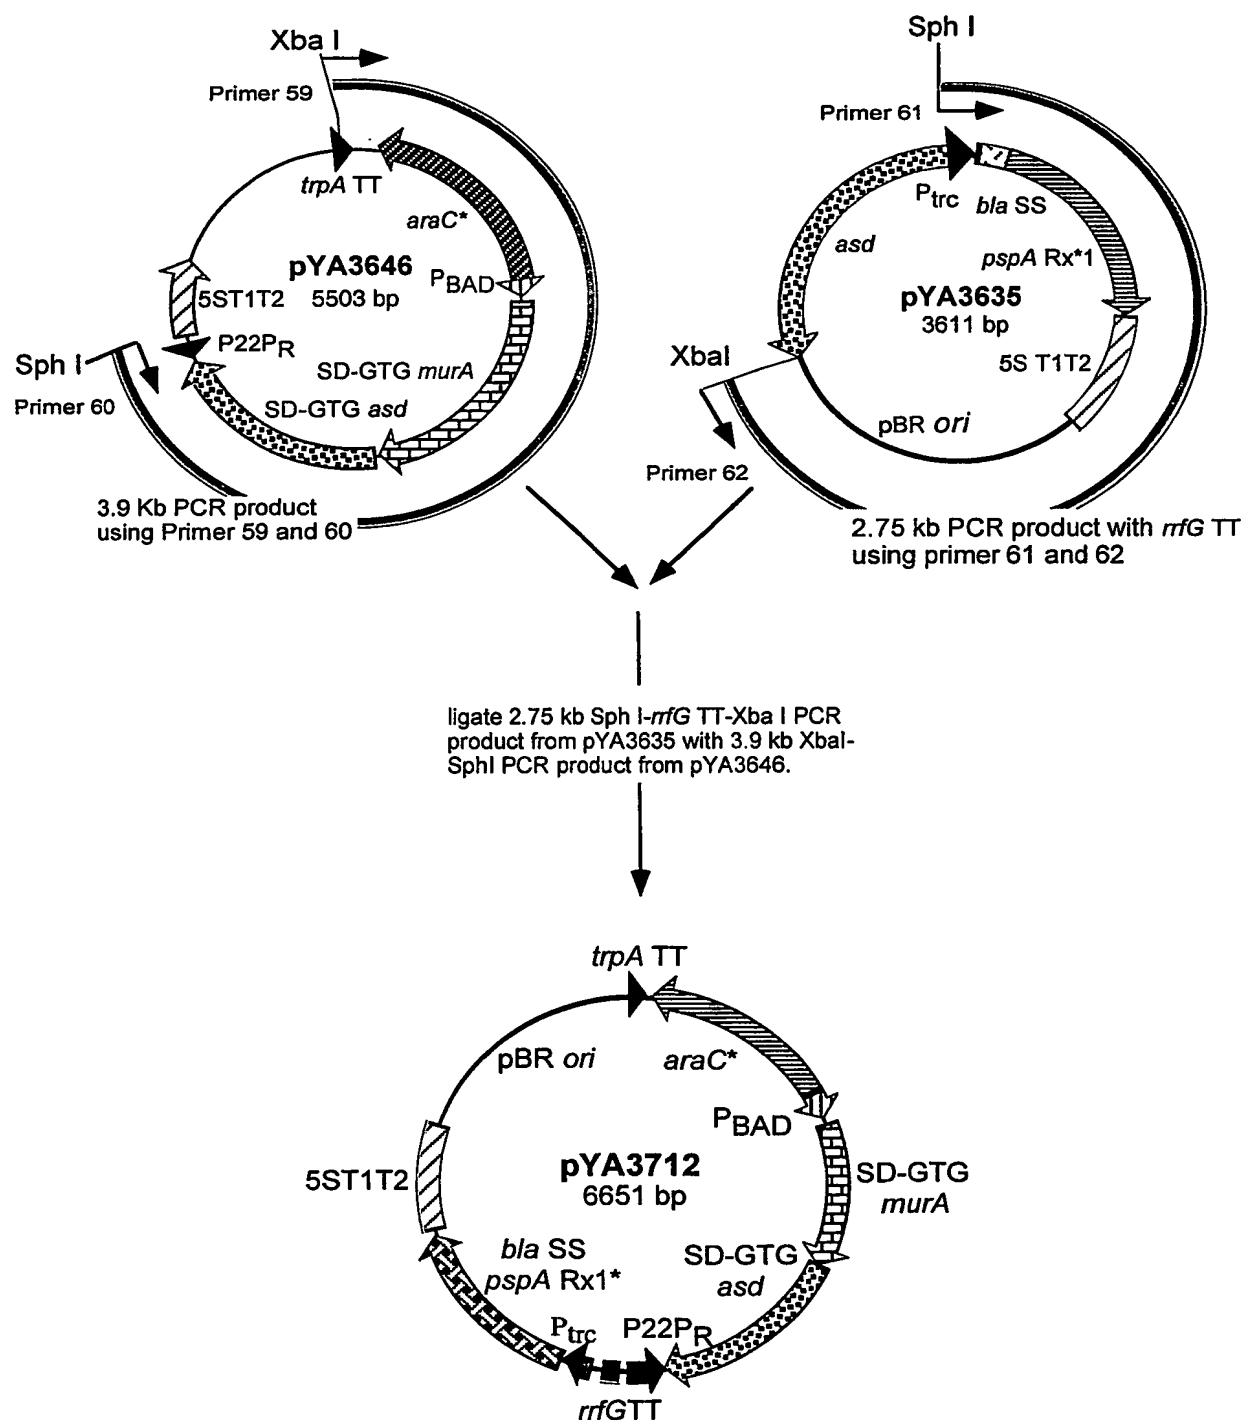 Xba I
Primer 59
trpA TT
araC*
pYA3646
5503 bp
PBAD
5ST1T2
P22PR
Sph I
Primer 60
SD-GTG murA
SD-GTG asd
3.9 Kb PCR product
using Primer 59 and 60
Sph I
Primer 61
Ptrc
bla SS
asd
pspA Rx*1
pYA3635
3611 bp
XbaI
5S T1T2
pBR ori
Primer 62
2.75 kb PCR product with rrfG TT
using primer 61 and 62
ligate 2.75 kb Sph I-rrfG TT-Xba I PCR
product from pYA3635 with 3.9 kb XbaI-
SphI PCR product from pYA3646.
trpA TT
pBR ori
araC*
PBAD
pYA3712
6651 bp
5ST1T2
SD-GTG
murA
bla SS
pspA Rx1*
SD-GTG
asd
Ptrc
P22PR
rrfGTT